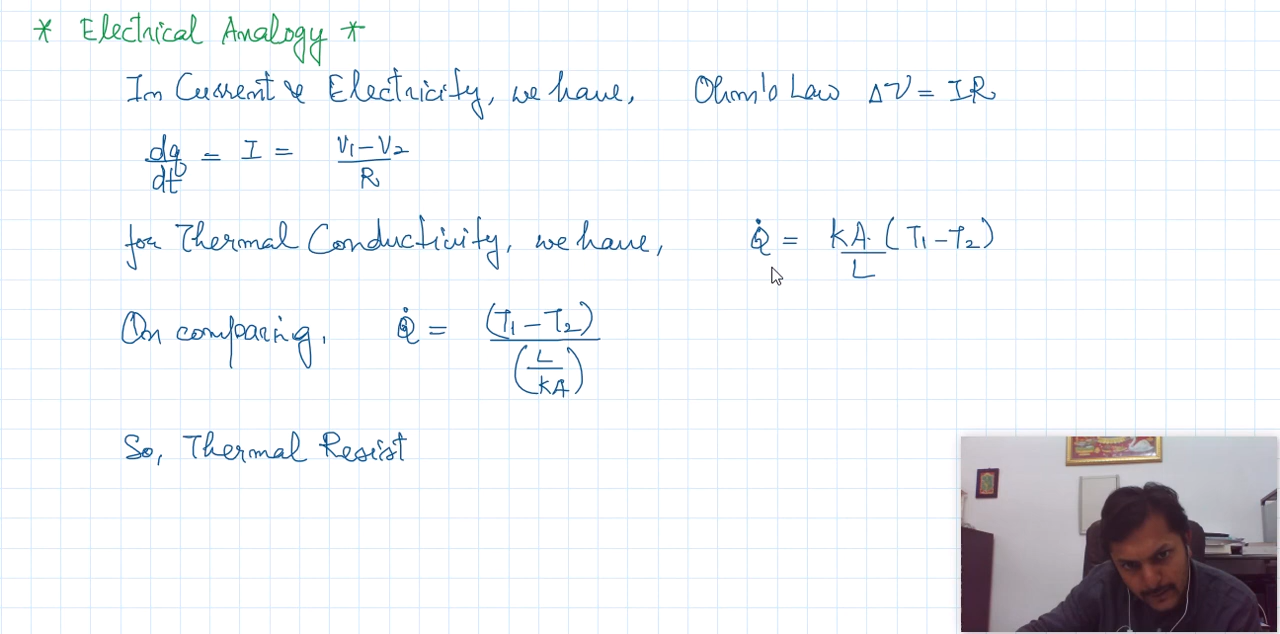 * Electrical Analogy *
In Current & Electricity, we have, Ohm's Law ΔV = IR
dq/dt = I = (V1 - V2)/R
for Thermal Conductivity, we have, Q̇ = kA/L (T1 - T2)
On comparing, Q̇ = (T1 - T2)/(L/kA)
So, Thermal Resist